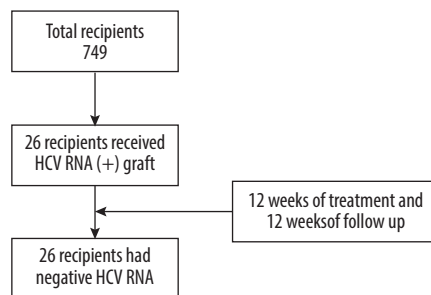 Total recipients
749
26 recipients received
HCV RNA (+) graft
12 weeks of treatment and
12 weeksof follow up
26 recipients had
negative HCV RNA